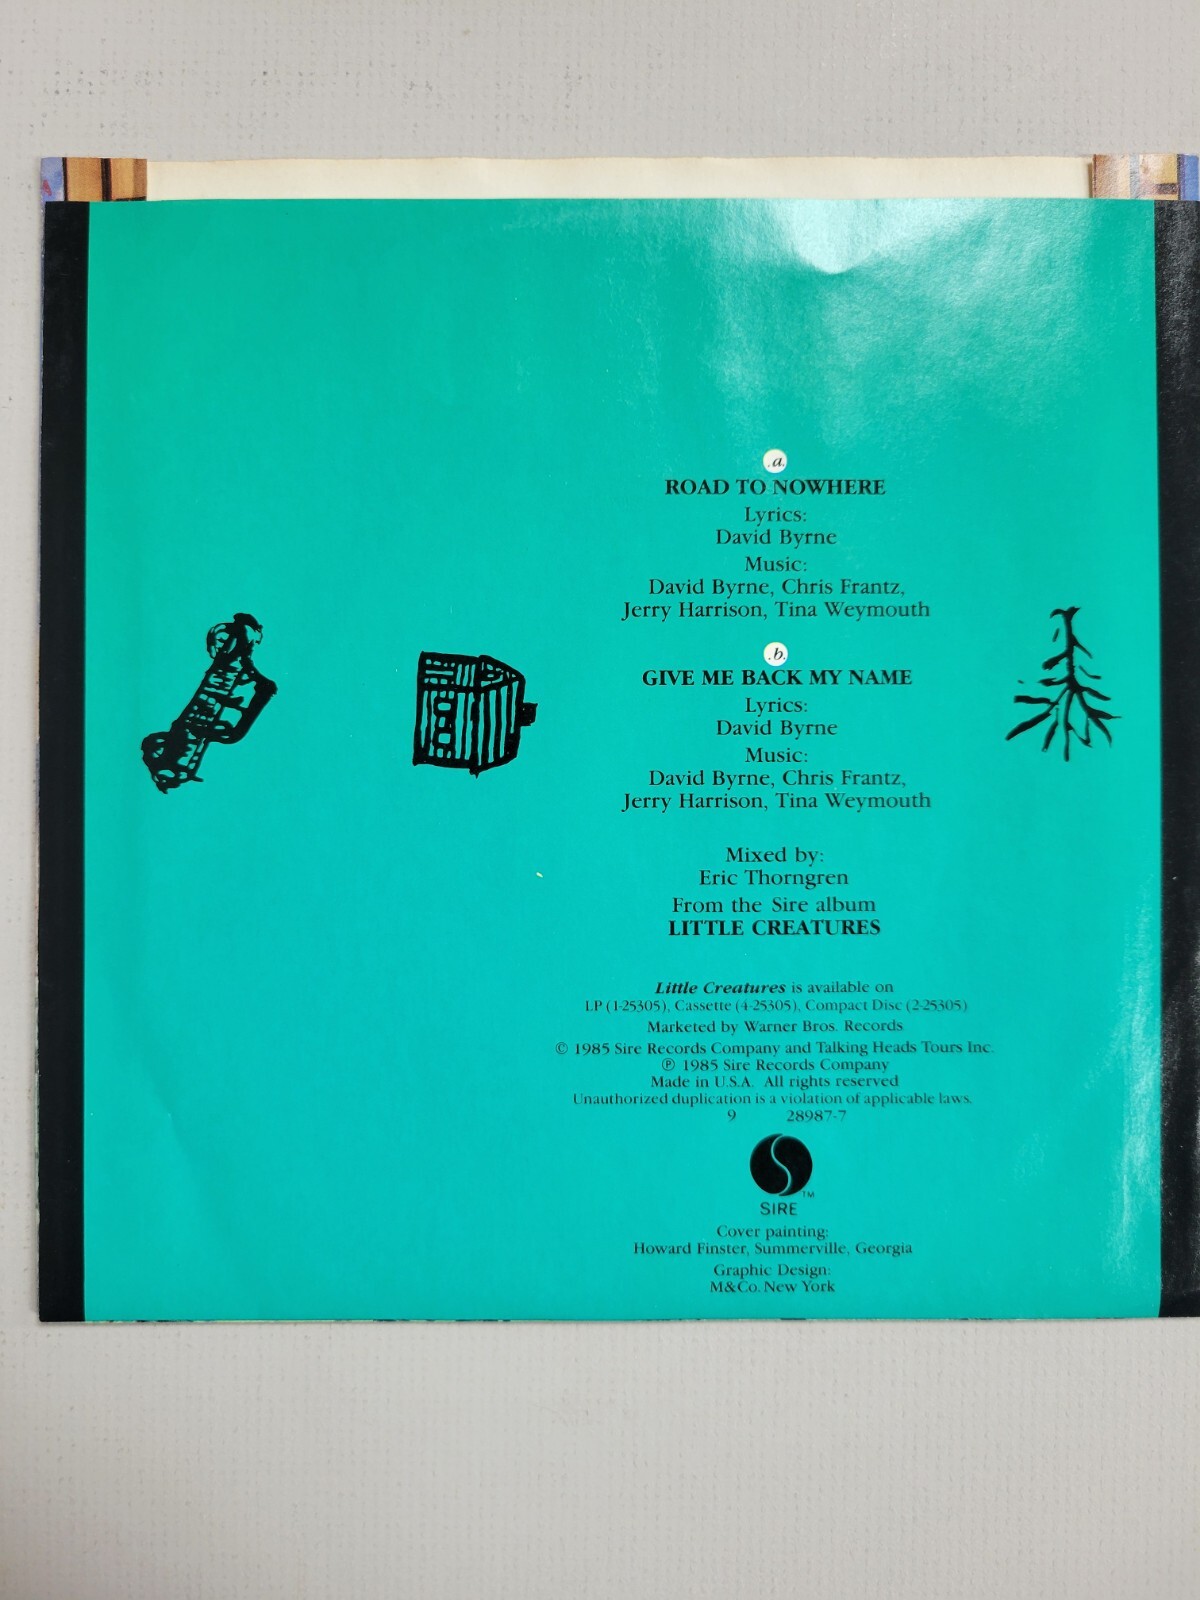 .a.
ROAD TO NOWHERE
Lyrics:
David Byrne
Music:
David Byrne, Chris Frantz,
Jerry Harrison, Tina Weymouth
.b.
GIVE ME BACK MY NAME
Lyrics:
David Byrne
Music:
David Byrne, Chris Frantz,
Jerry Harrison, Tina Weymouth
Mixed by:
Eric Thorngren
From the Sire album
LITTLE CREATURES
Little Creatures is available on
LP (1-25305), Cassette (4-25305), Compact Disc (2-25305)
Marketed by Warner Bros. Records
© 1985 Sire Records Company and Talking Heads Tours Inc.
℗ 1985 Sire Records Company
Made in U.S.A. All rights reserved
Unauthorized duplication is a violation of applicable laws.
9 28987-7
TM
SIRE
Cover painting:
Howard Finster, Summerville, Georgia
Graphic Design:
M&Co. New York